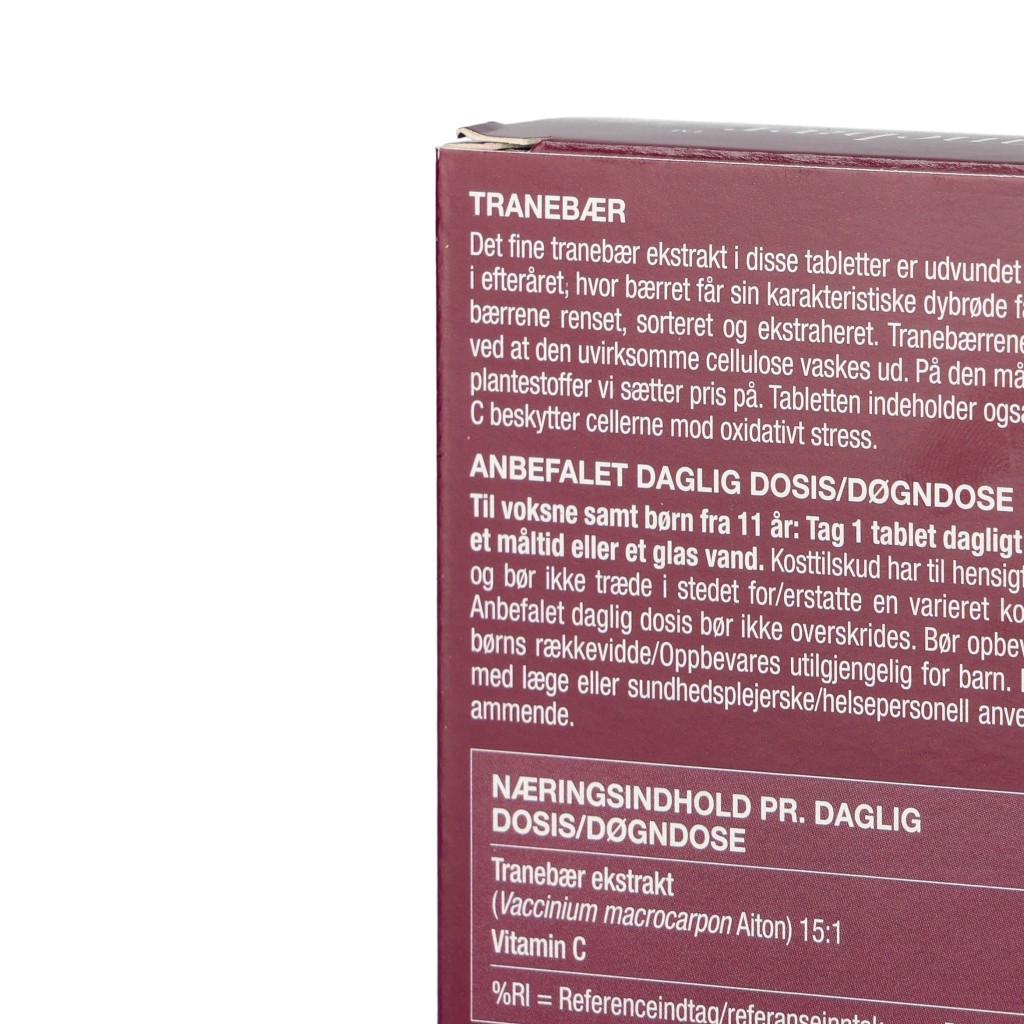 TRANEBÆR
Det fine tranebær ekstrakt i disse tabletter er udvundet
i efteråret, hvor bærret får sin karakteristiske dybrøde
bærrene renset, sorteret og ekstraheret. Tranebærrene
ved at den uvirksomme cellulose vaskes ud. På den
plantestoffer vi sætter pris på. Tabletten indeholder
C beskytter cellerne mod oxidativt stress.
ANBEFALET DAGLIG DOSIS/DØGNDOSE
Til voksne samt børn fra 11 år: Tag 1 tablet dagligt
et måltid eller et glas vand. Kosttilskud har til
og bør ikke træde i stedet for/erstatte en varieret
Anbefalet daglig dosis bør ikke overskrides. Bør
børns rækkevidde/Oppbevares utilgjengelig for barn.
med læge eller sundhedsplejerske/helsepersonell
ammende.
NÆRINGSINDHOLD PR. DAGLIG
DOSIS/DØGNDOSE
Tranebær ekstrakt
(Vaccinium macrocarpon Aiton) 15:1
Vitamin C
%RI = Referenceindtag/referanseinntak